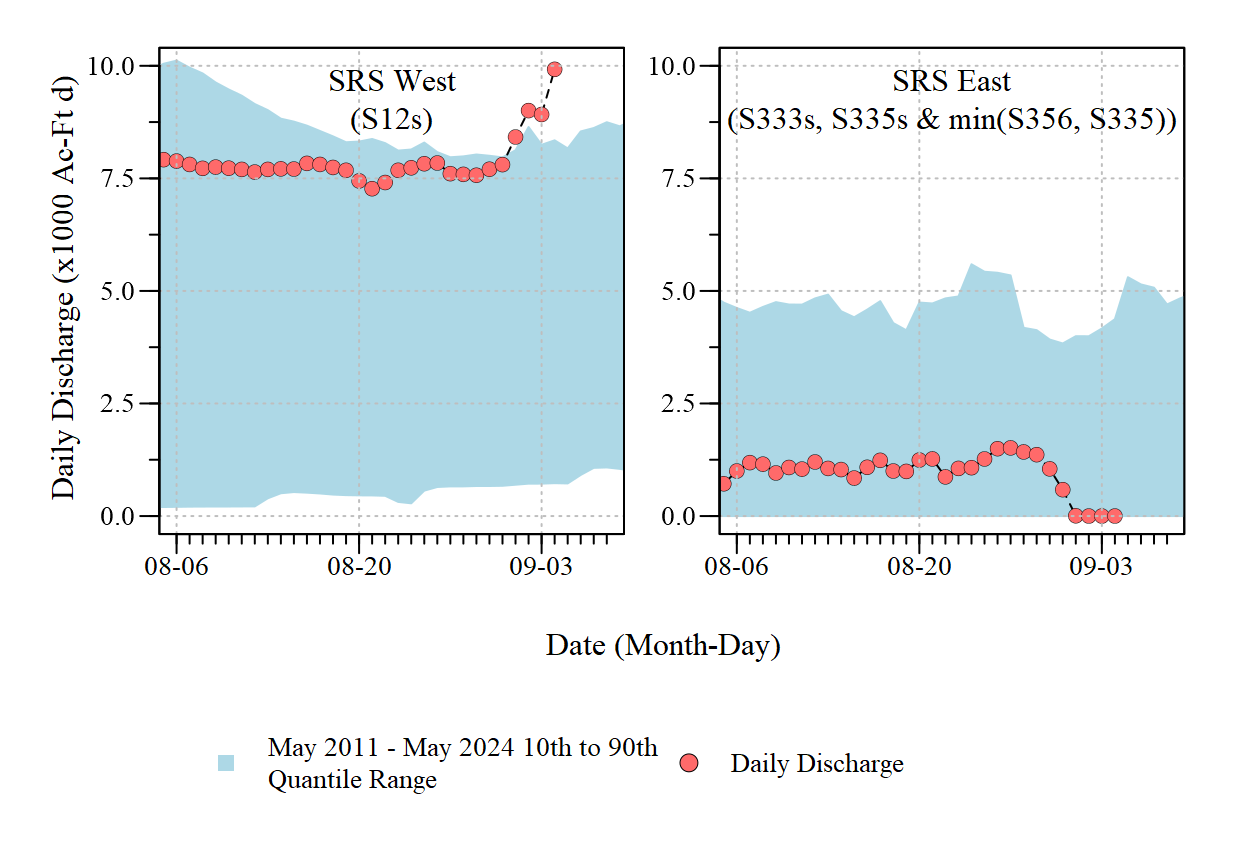 SRS West
(S12s)
SRS East
(S333s, S335s & min(S356, S335))
Daily Discharge (x1000 Ac-Ft d)
10.0
7.5
5.0
2.5
0.0
08-06
08-20
09-03
10.0
7.5
5.0
2.5
0.0
08-06
08-20
09-03
Date (Month-Day)
May 2011 - May 2024 10th to 90th
Quantile Range
Daily Discharge